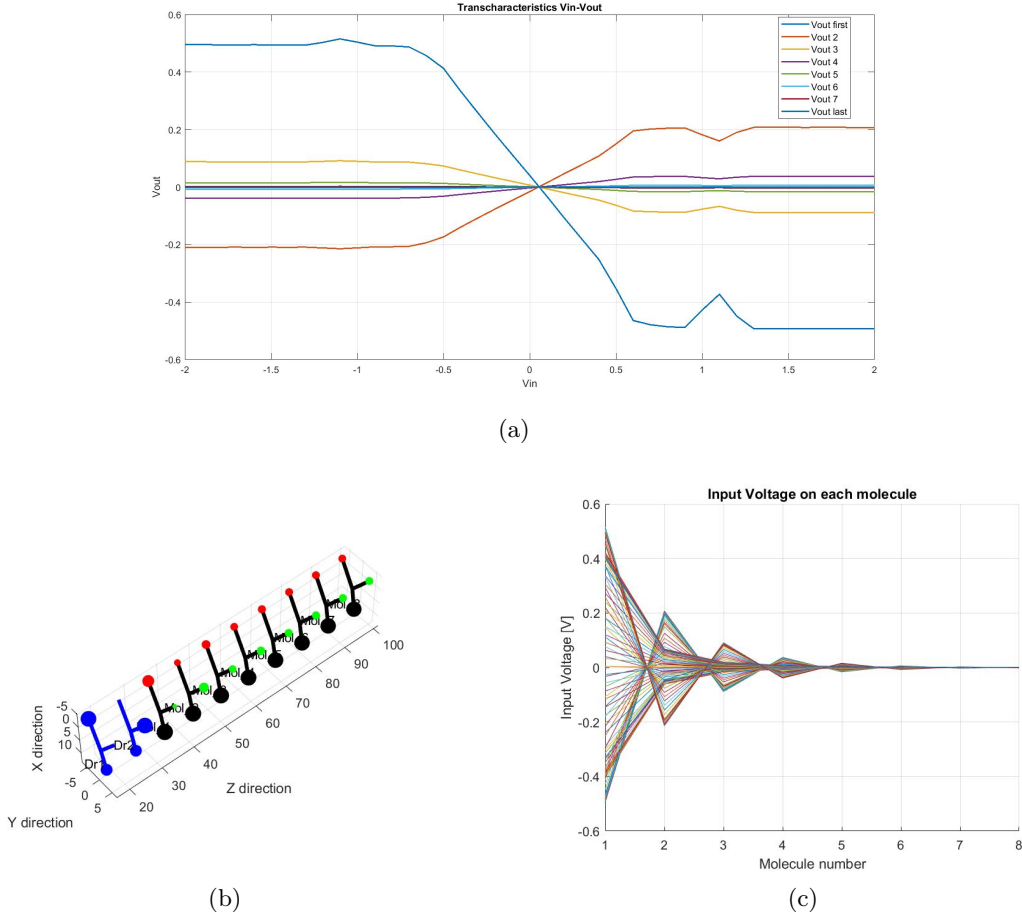 Transcharacteristics Vin-Vout
0.6
0.4
0.2
0
-0.2
-0.4
-0.6
Vout
-2
-1.5
-1
-0.5
0
0.5
1
1.5
2
Vin
Vout first
Vout 2
Vout 3
Vout 4
Vout 5
Vout 6
Vout 7
Vout last
(a)
X direction
-5
0
5
10
-5
0
5
Y direction
20
30
40
50
60
70
80
90
100
Z direction
Dr2
(b)
Input Voltage on each molecule
0.6
0.4
0.2
0
-0.2
-0.4
-0.6
Input Voltage [V]
1
2
3
4
5
6
7
8
Molecule number
(c)